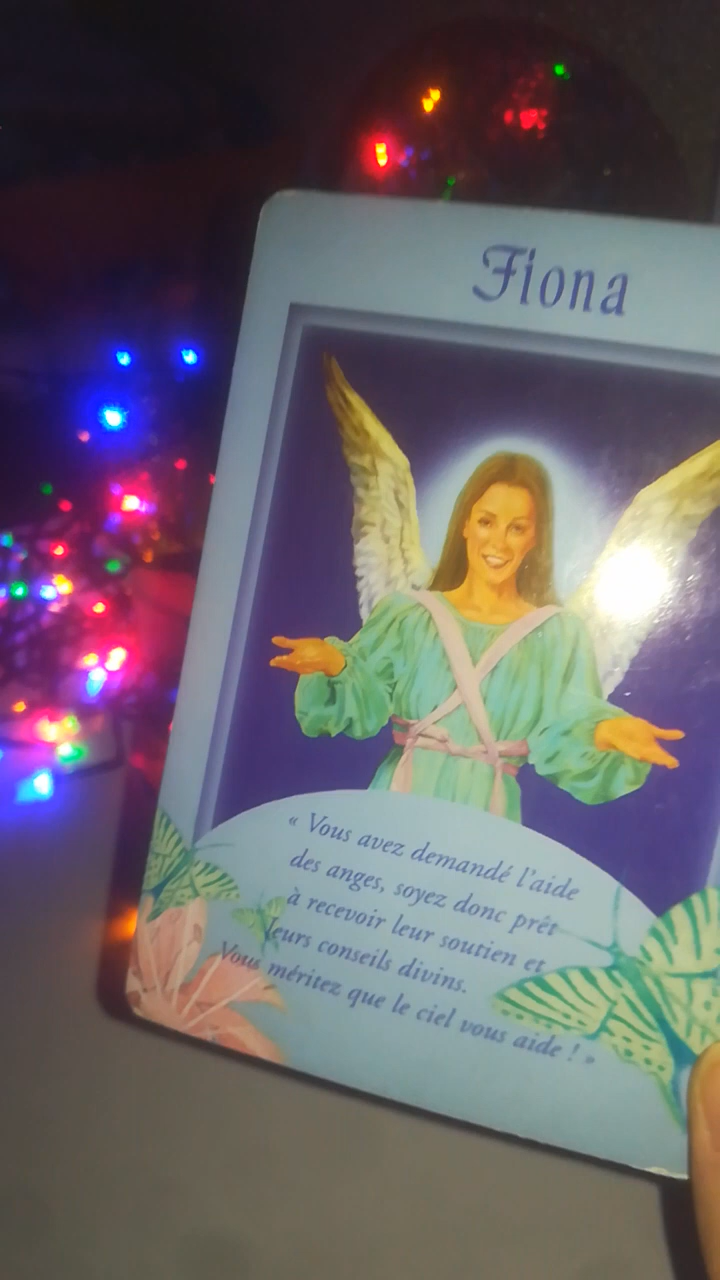 Fiona
« Vous avez demandé l'aide
des anges, soyez donc prêt
à recevoir leur soutien et
leurs conseils divins.
Vous méritez que le ciel vous aide ! »